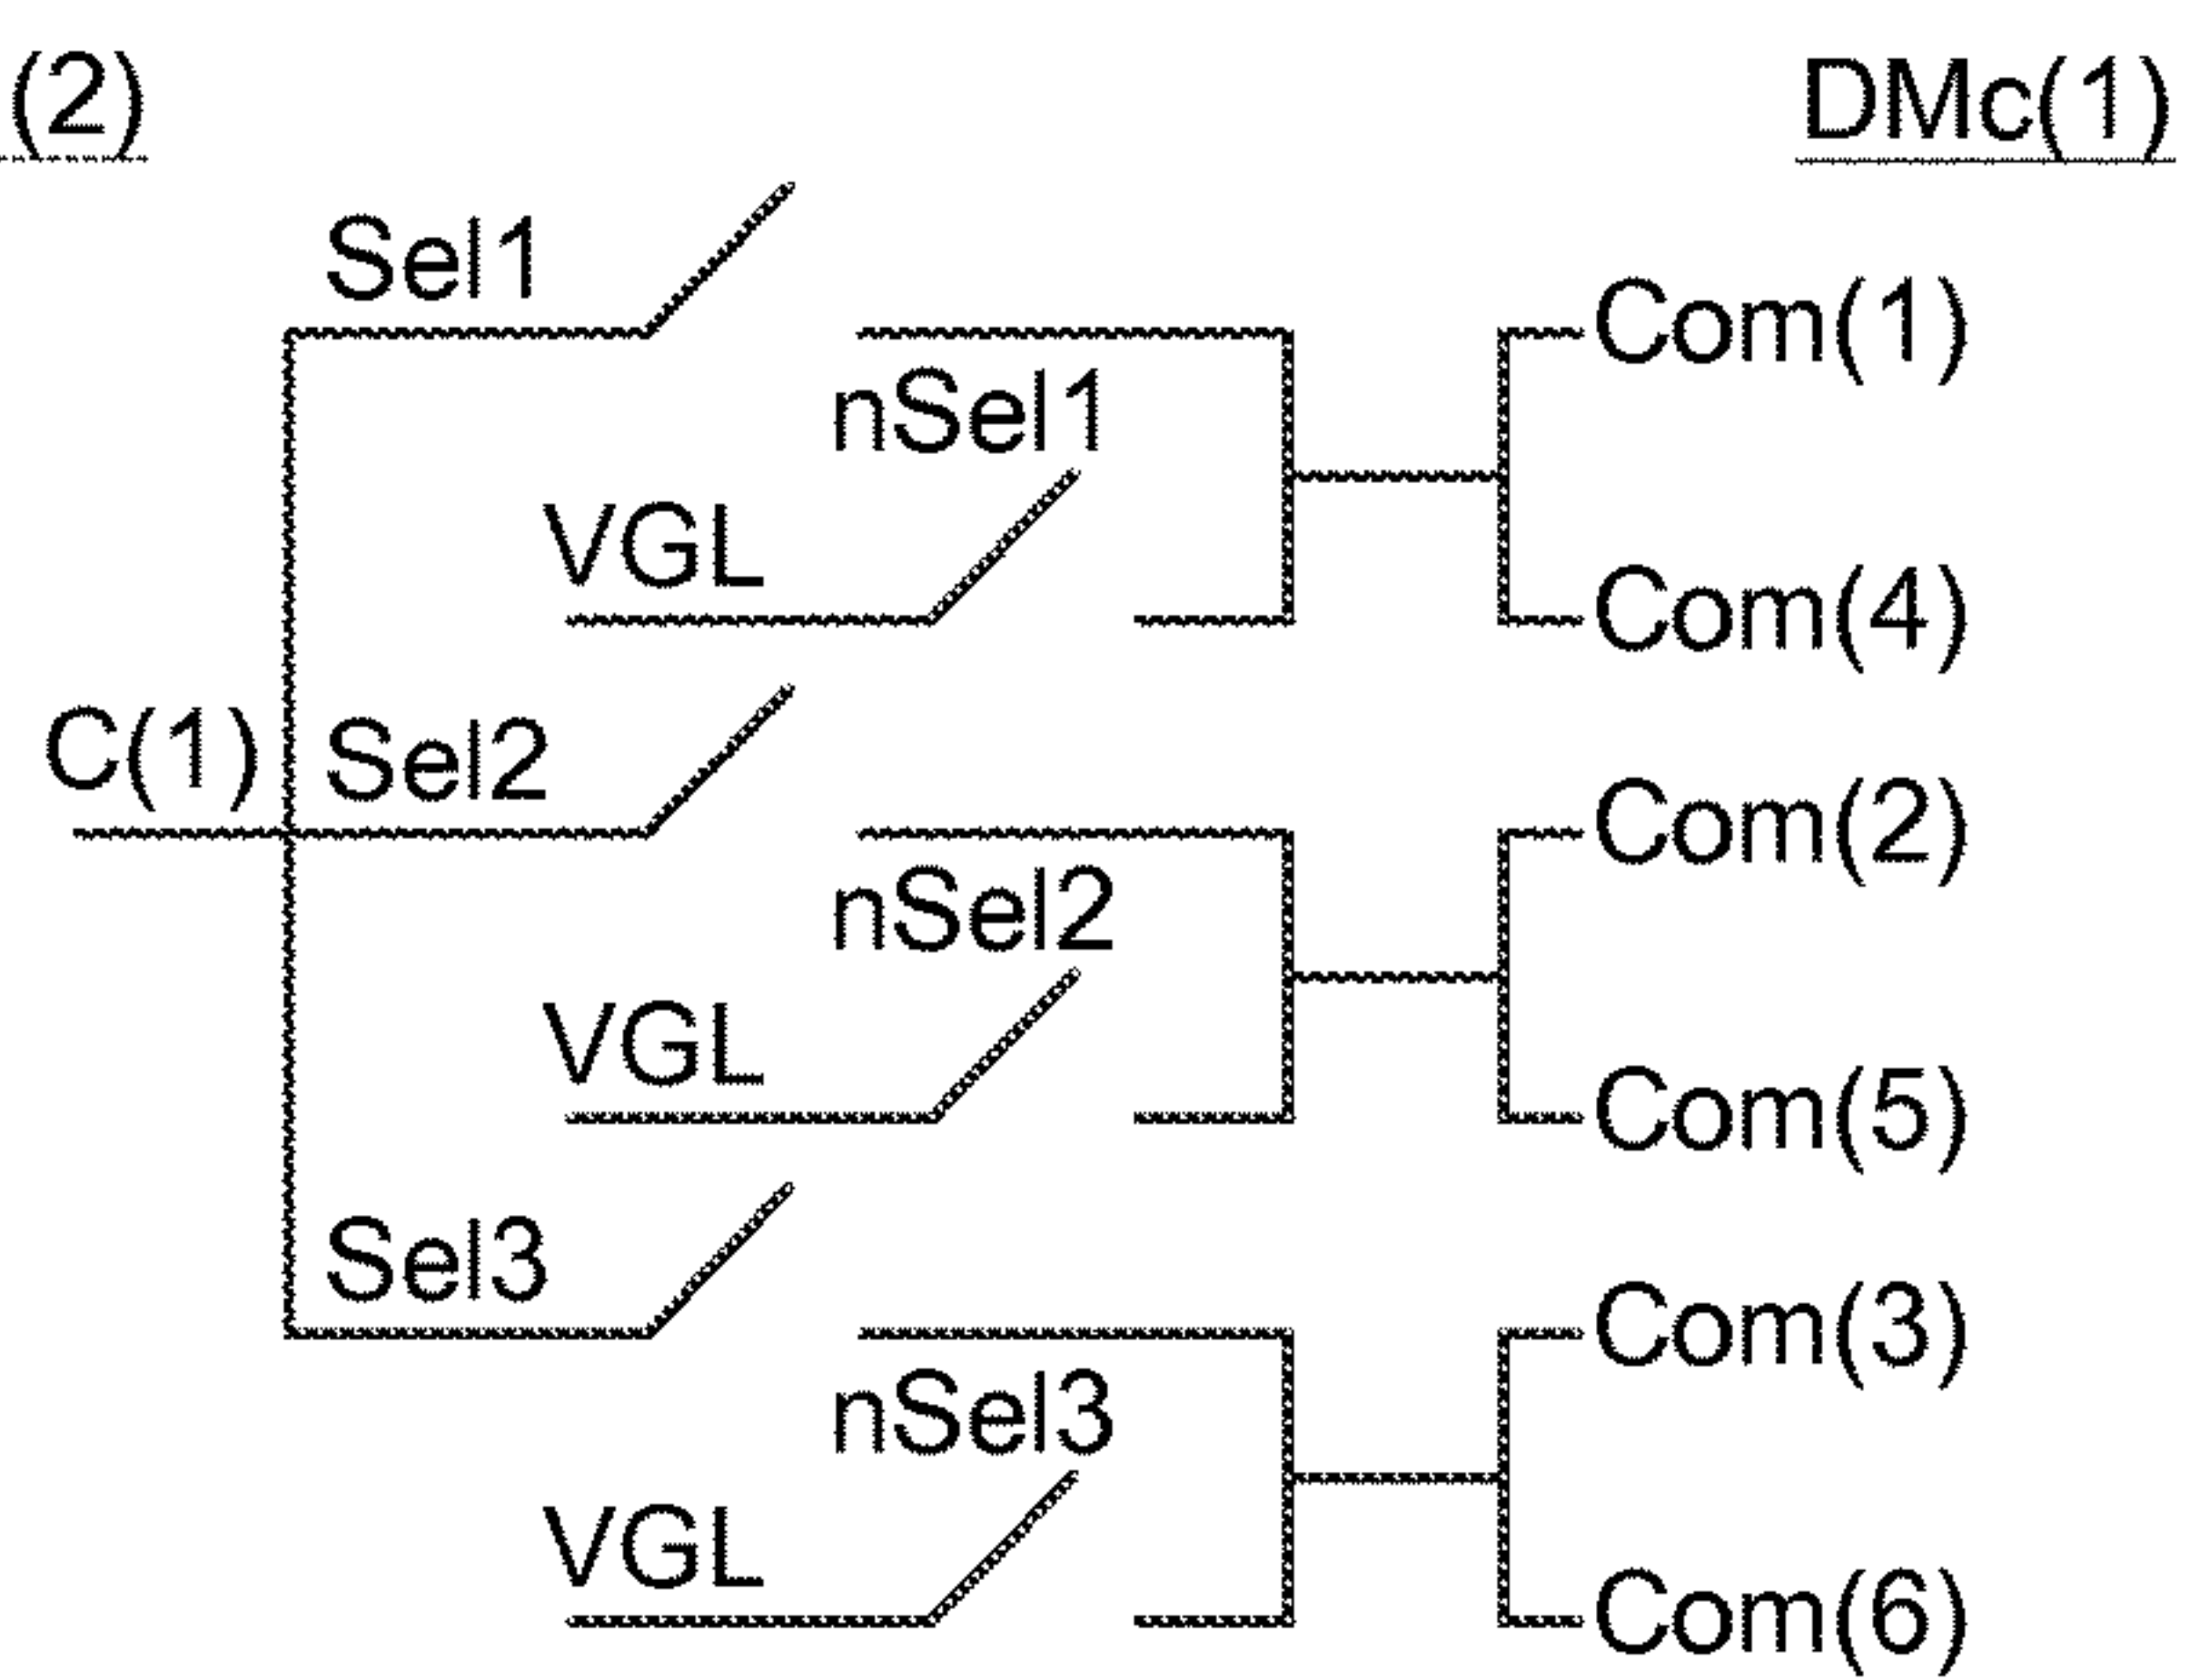 (2)
DMc(1)
Sel1
Com(1)
nSel1
VGL
Com(4)
C(1)
Sel2
Com(2)
nSel2
VGL
Com(5)
Sel3
Com(3)
nSel3
VGL
Com(6)